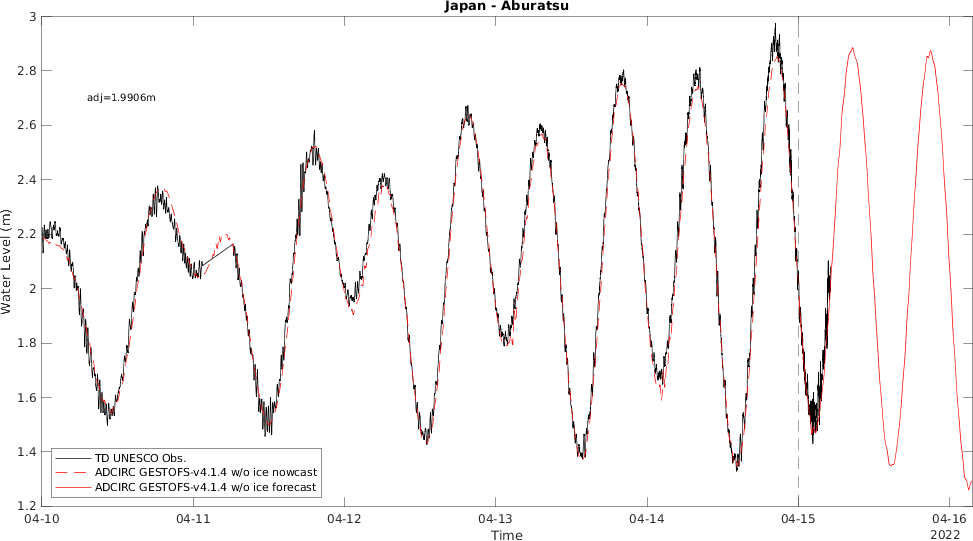 Japan - Aburatsu
3
2.8
2.6
2.4
2.2
2
1.8
1.6
1.4
1.2
Water Level (m)
adj=1.9906m
TD UNESCO Obs.
ADCIRC GESTOFS-v4.1.4 w/o ice nowcast
ADCIRC GESTOFS-v4.1.4 w/o ice forecast
04-10 04-11 04-12 04-13 04-14 04-15 04-16
Time
2022